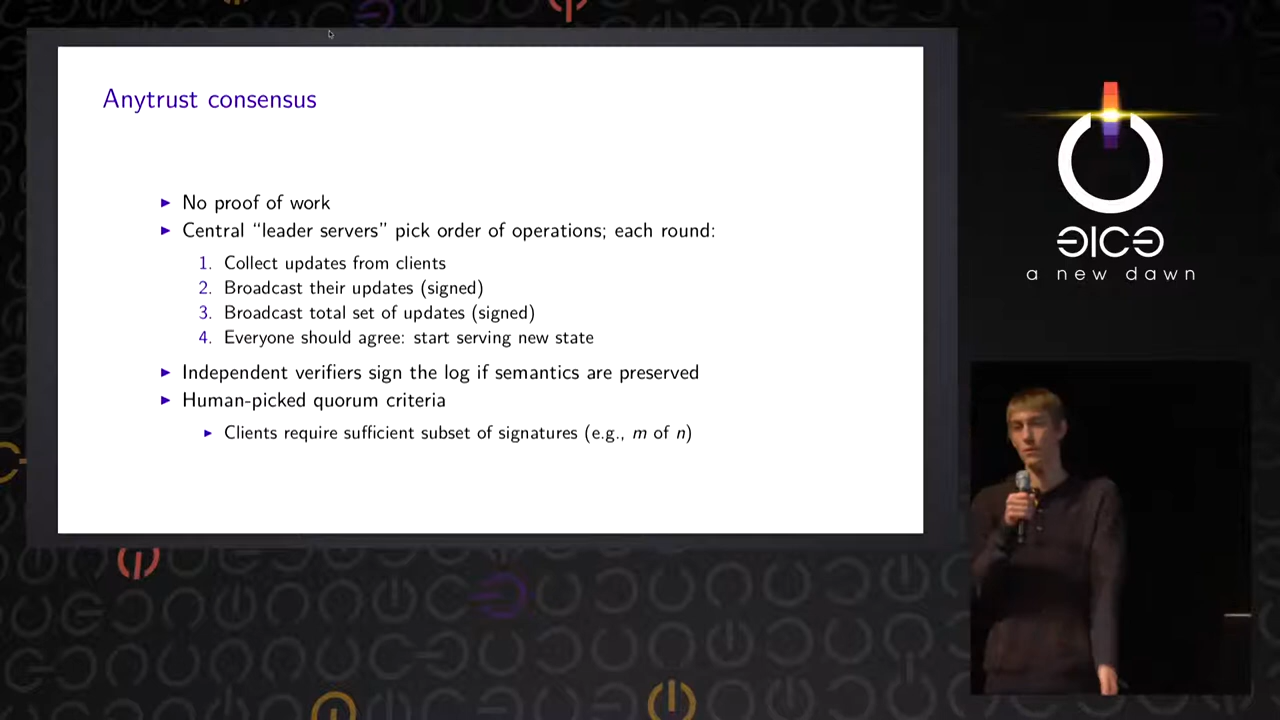 Anytrust consensus
▶ No proof of work
▶ Central “leader servers” pick order of operations; each round:
1. Collect updates from clients
2. Broadcast their updates (signed)
3. Broadcast total set of updates (signed)
4. Everyone should agree: start serving new state
▶ Independent verifiers sign the log if semantics are preserved
▶ Human-picked quorum criteria
▶ Clients require sufficient subset of signatures (e.g., m of n)
a new dawn